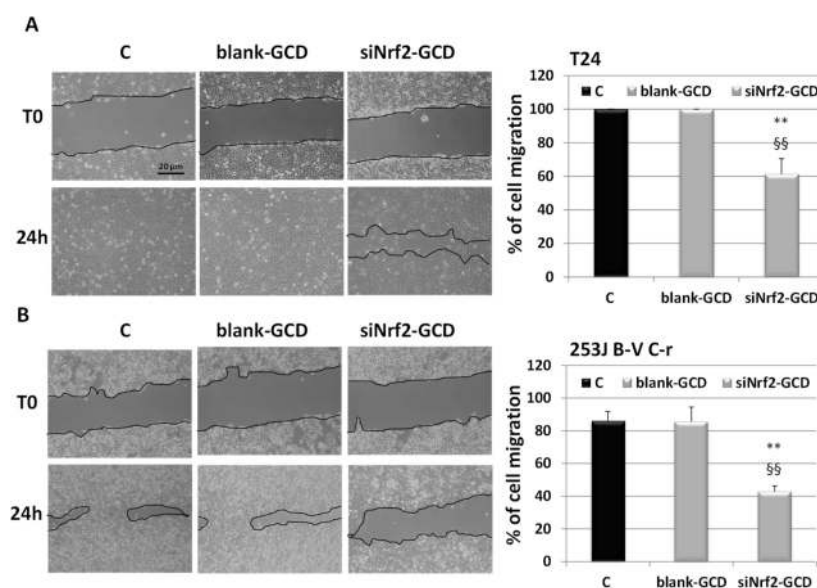 A
C
blank-GCD
siNrf2-GCD
T0
20 µm
24h
T24
120
100
80
60
40
20
0
% of cell migration
C
blank-GCD
siNrf2-GCD
**
§§
C
blank-GCD
siNrf2-GCD
B
C
blank-GCD
siNrf2-GCD
T0
24h
253J B-V C-r
120
100
80
60
40
20
0
% of cell migration
C
blank-GCD
siNrf2-GCD
**
§§
C
blank-GCD
siNrf2-GCD